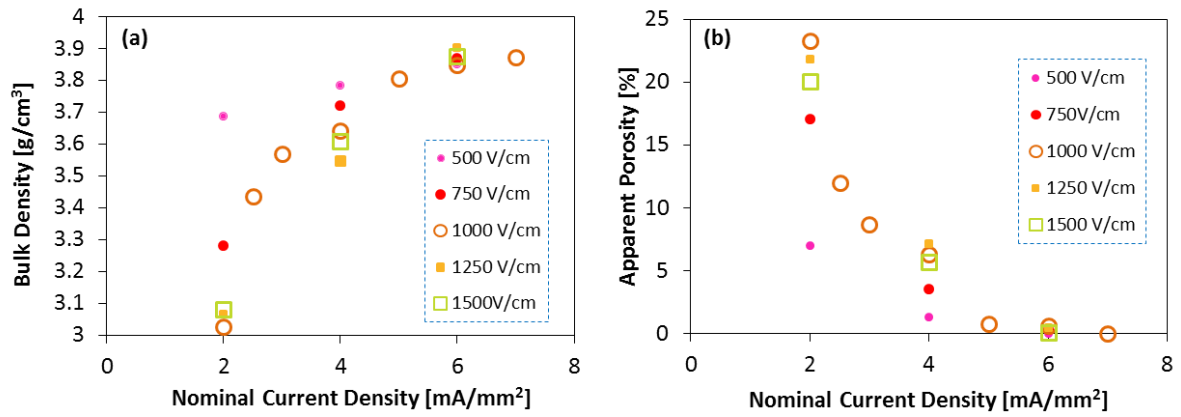 (a)
Bulk Density [g/cm³]
3.9
3.8
3.7
3.6
3.5
3.4
3.3
3.2
3.1
3
0
2
4
6
8
Nominal Current Density [mA/mm²]
500 V/cm
750 V/cm
1000 V/cm
1250 V/cm
1500V/cm
(b)
Apparent Porosity [%]
25
20
15
10
5
0
0
2
4
6
8
Nominal Current Density [mA/mm²]
500 V/cm
750V/cm
1000 V/cm
1250 V/cm
1500 V/cm